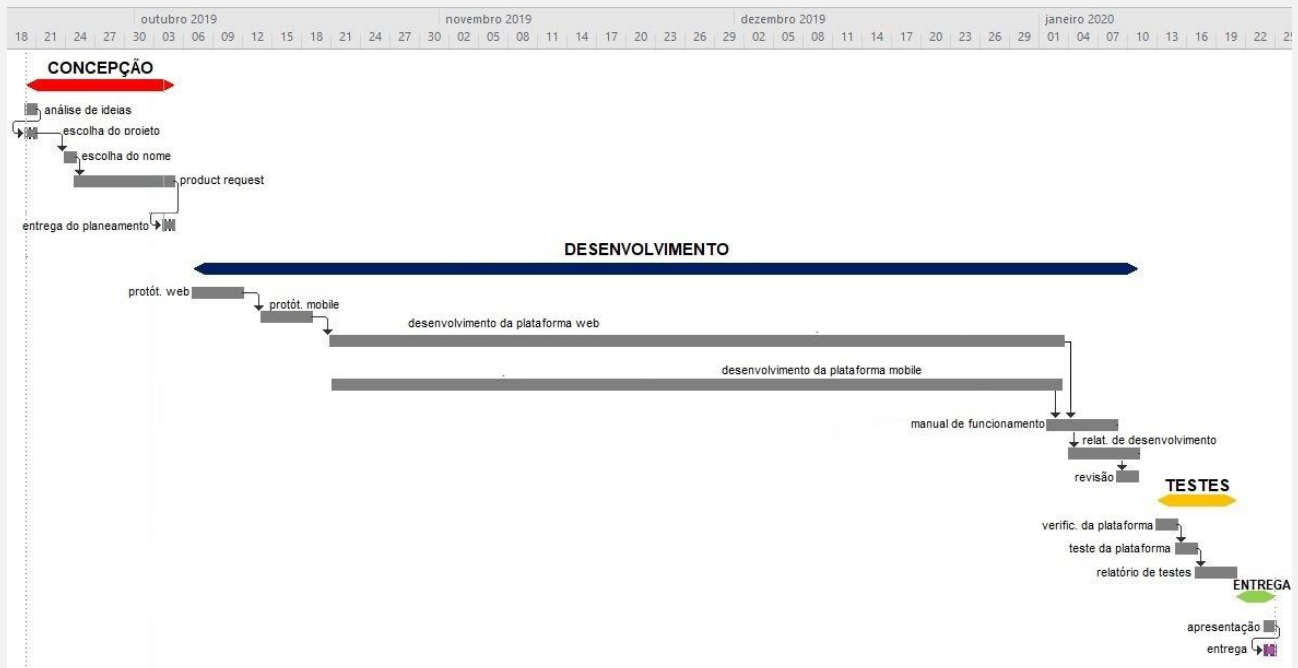 outubro 2019 novembro 2019 dezembro 2019 janeiro 2020
18 21 24 27 30 03 06 09 12 15 18 21 24 27 30 02 05 08 11 14 17 20 23 26 29 02 05 08 11 14 17 20 23 26 29 01 04 07 10 13 16 19 22 25
CONCEPÇÃO
análise de ideias
escolha do projeto
escolha do nome
product request
entrega do planeamento
DESENVOLVIMENTO
protót. web
protót. mobile
desenvolvimento da plataforma web
desenvolvimento da plataforma mobile
manual de funcionamento
relat. de desenvolvimento
revisão
TESTES
verific. da plataforma
teste da plataforma
relatório de testes
ENTREGA
apresentação
entrega